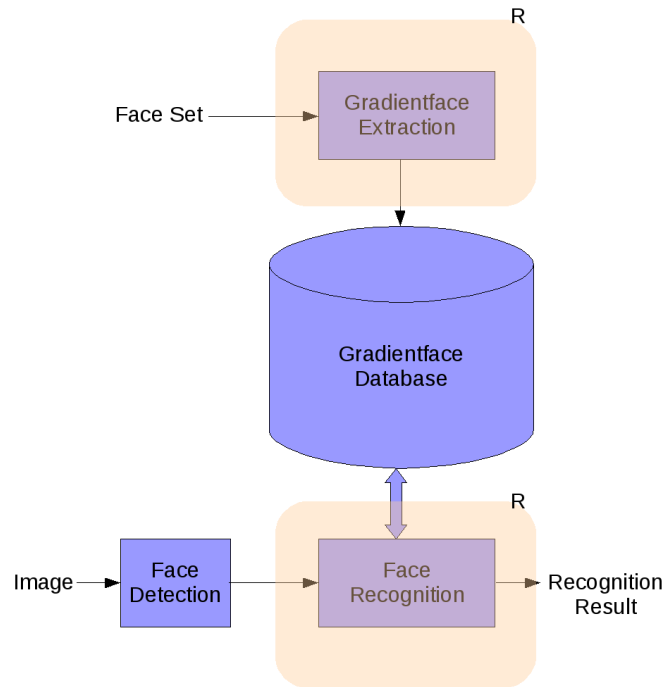 R
Gradientface
Extraction
Face Set
Gradientface
Database
R
Image
Face
Detection
Face
Recognition
Recognition
Result